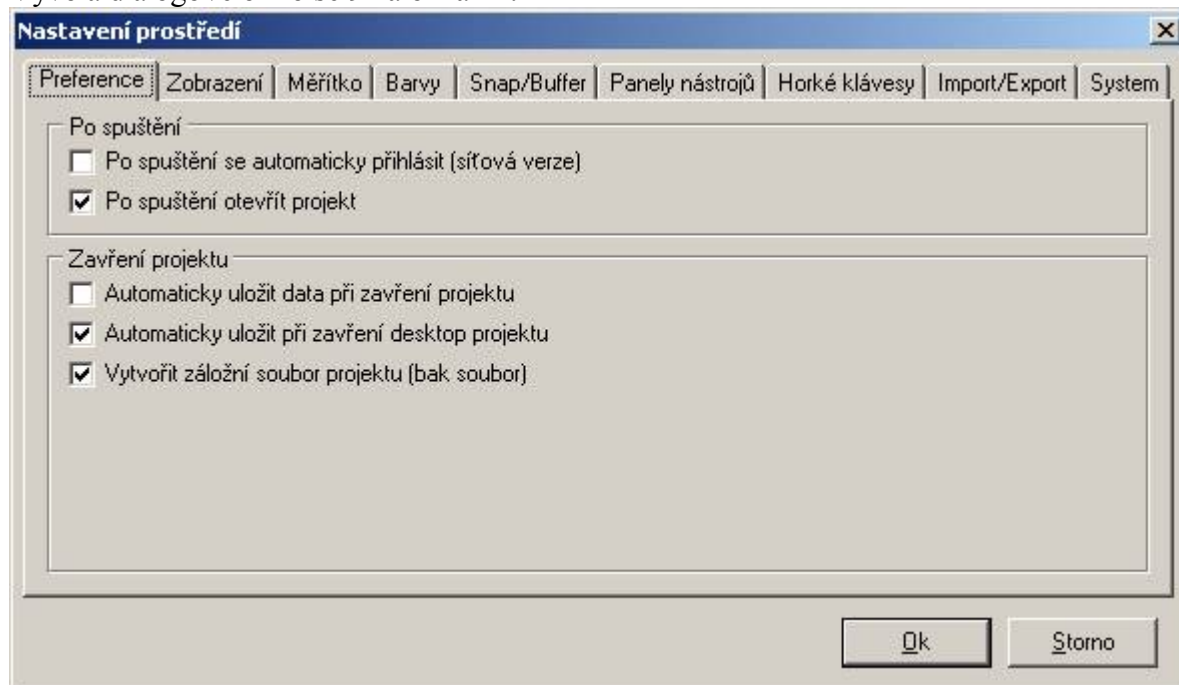 Nastavení prostředí
Preference Zobrazení Měřítko Barvy Snap/Buffer Panely nástrojů Horké klávesy Import/Export System
Po spuštění
Po spuštění se automaticky přihlásit (síťová verze)
Po spuštění otevřít projekt
Zavření projektu
Automaticky uložit data při zavření projektu
Automaticky uložit při zavření desktop projektu
Vytvořit záložní soubor projektu (bak soubor)
Ok Storno